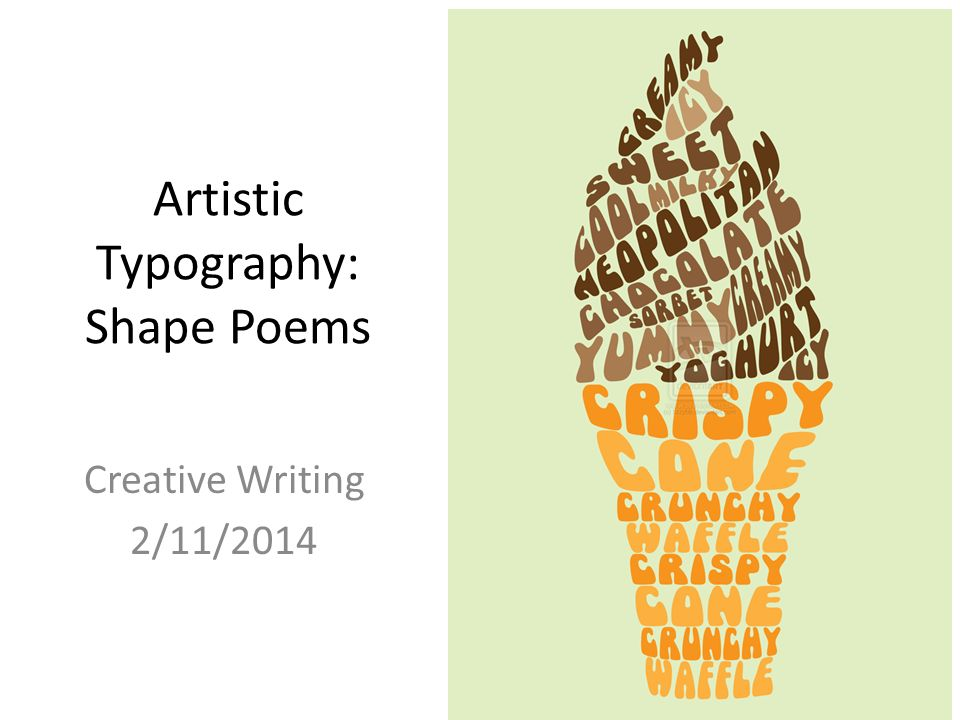 Artistic
Typography:
Shape Poems
Creative Writing
2/11/2014
CREAMY
ICY
SWEET
COOL MILKY
NEOPOLITAN
CHOCOLATE
SORBET CREAMY
YUMMY
YOGHURT ICY
CRISPY
CONE
CRUNCHY
WAFFLE
CRISPY
CONE
CRUNCHY
WAFFLE